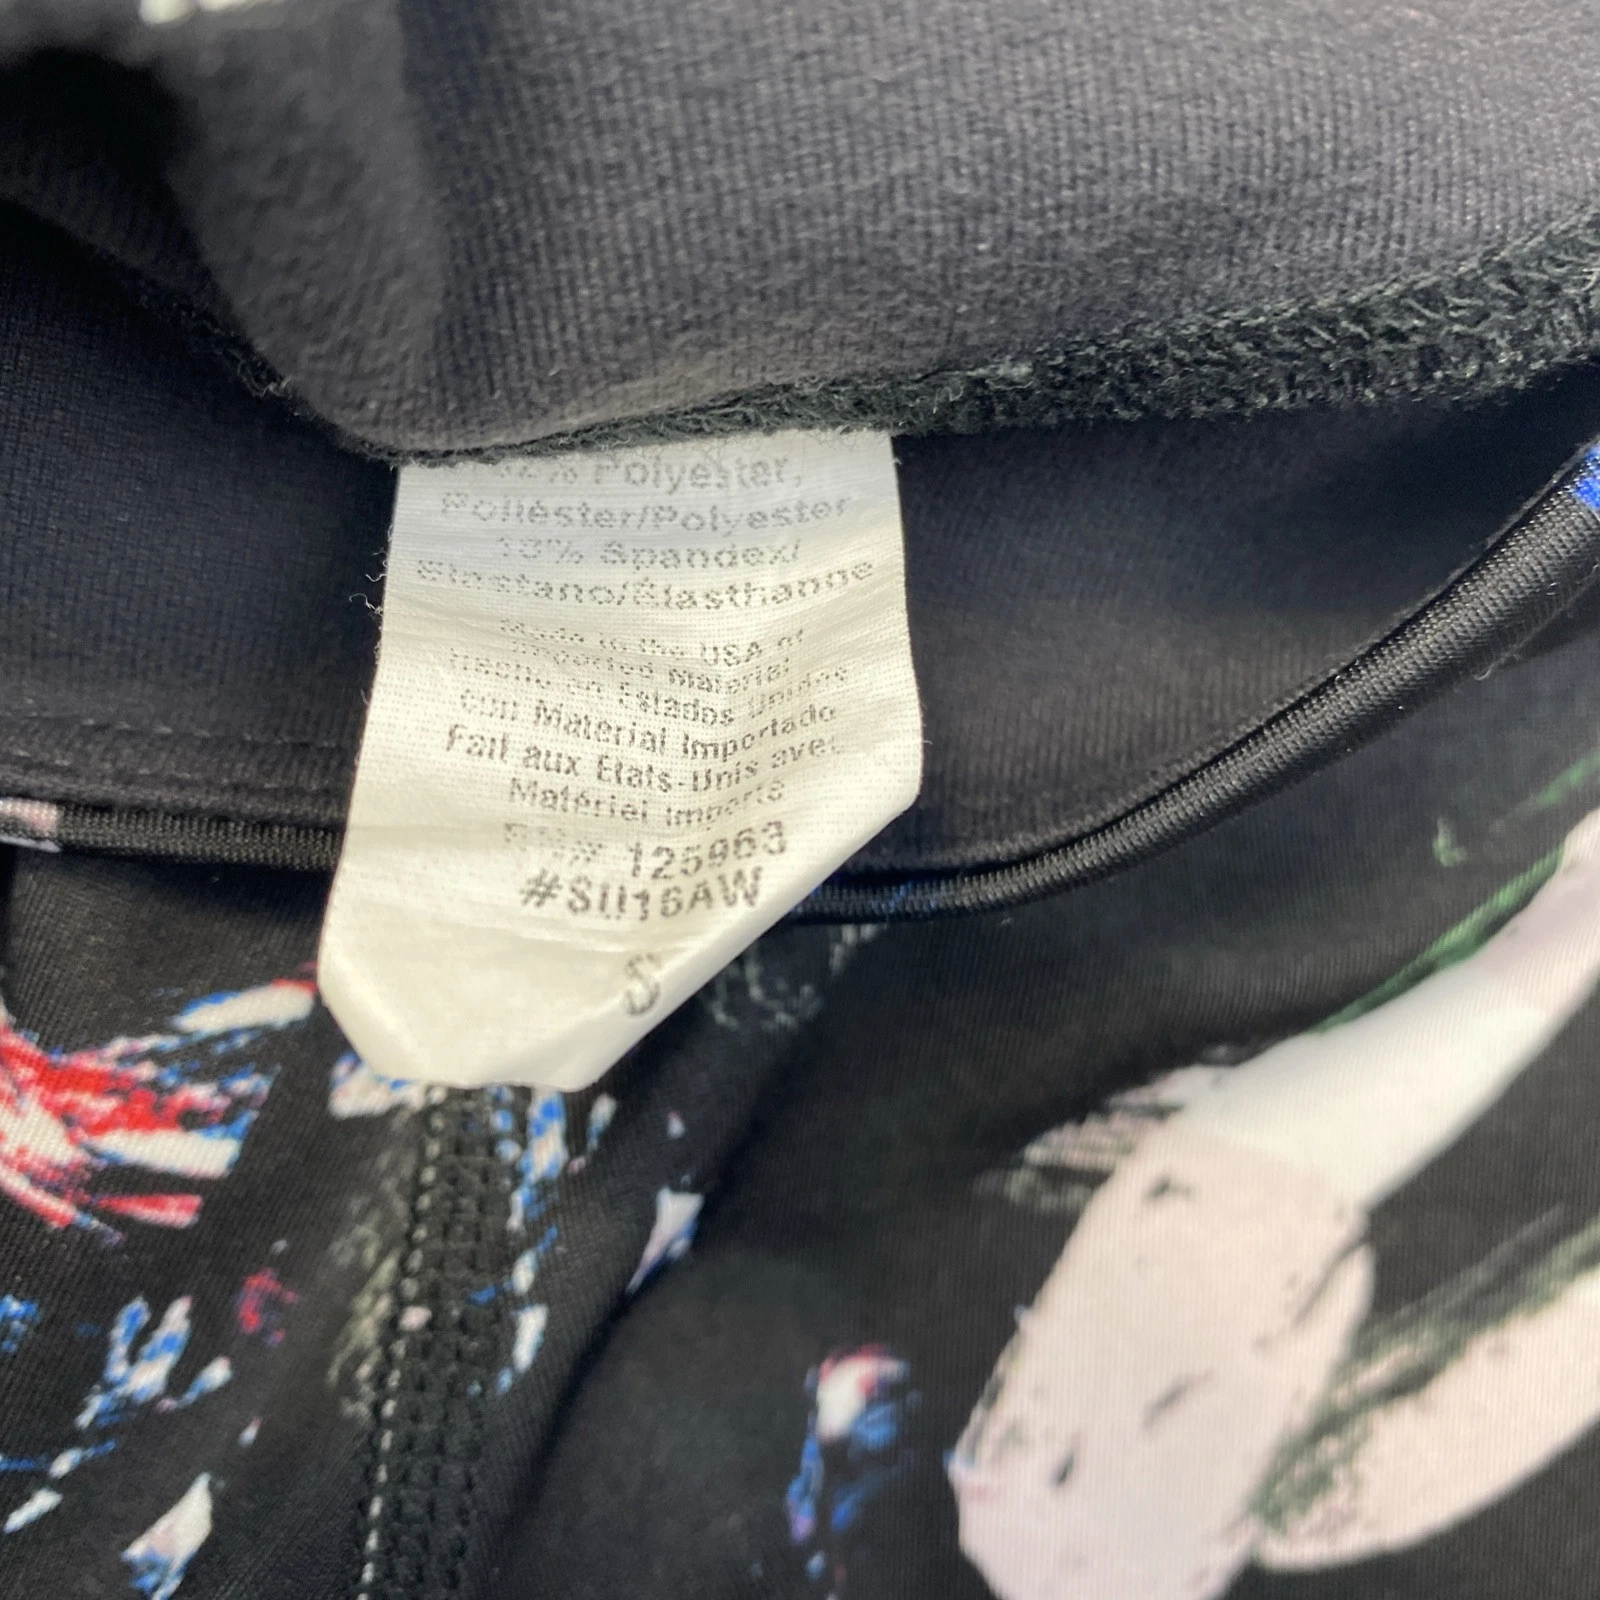 Polyester,
Poliéster/Polyester
18% Spandex/
Elastano/Élasthanne
Made in the USA of
Imported Material
Hecho en Estados Unidos
con Material Importado
Fait aux États-Unis avec
Matériel Importé
125963
#SU16AW
S